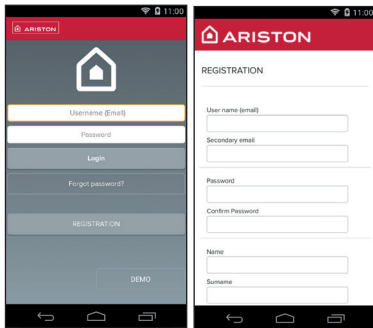 11:00
ARISTON
Username (Email)
Password
Login
Forgot password?
REGISTRATION
DEMO
11:00
ARISTON
REGISTRATION
User name (email)
Secondary email
Password
Confirm Password
Name
Surname